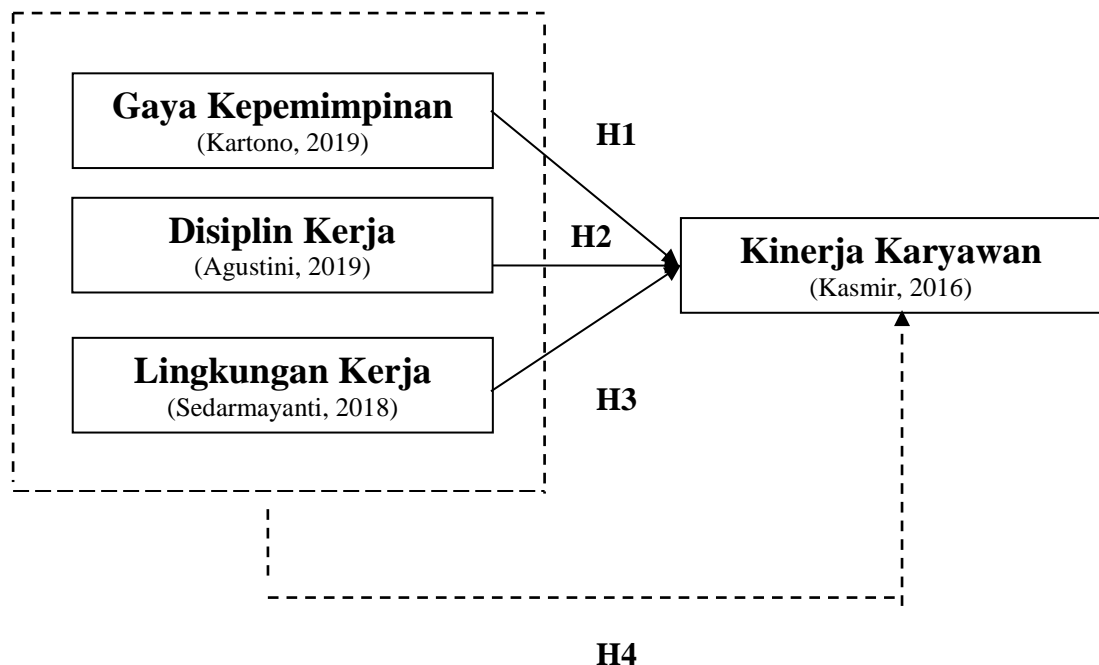 Gaya Kepemimpinan
(Kartono, 2019)
H1
Disiplin Kerja
(Agustini, 2019)
H2
Kinerja Karyawan
(Kasmir, 2016)
Lingkungan Kerja
(Sedarmayanti, 2018)
H3
H4